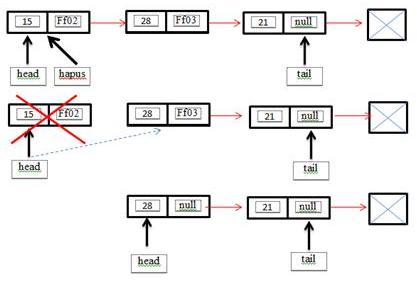 15 Ff02 28 Ff03 21 null
head hapus tail
15 Ff02 28 Ff03 21 null
head tail
28 null 21 null
head tail